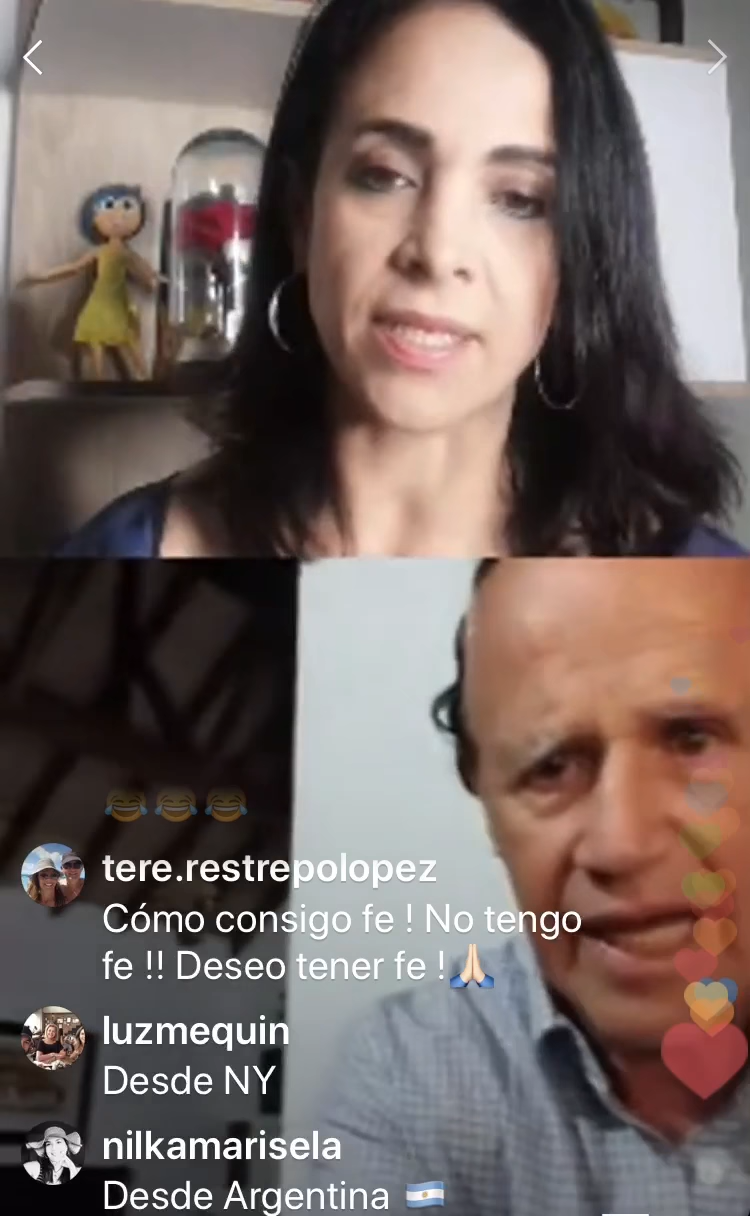 😂😂😂
tere.restrepolopez
Cómo consigo fe ! No tengo
fe !! Deseo tener fe !🙏🏻
luzmequin
Desde NY
nilkamarisela
Desde Argentina 🇦🇷